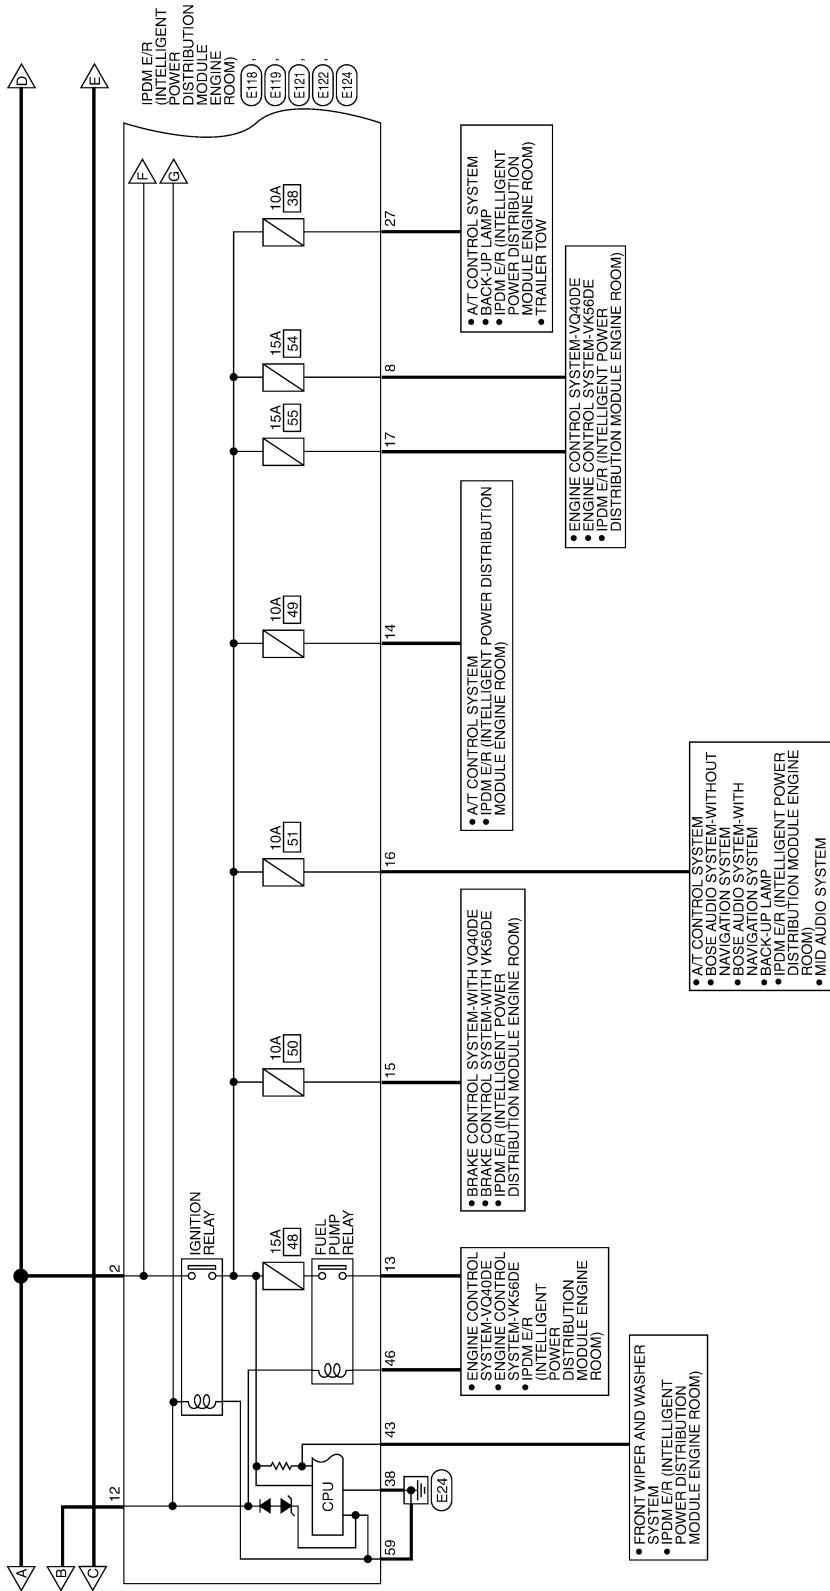 A
B
C
D
E
IPDM E/R
(INTELLIGENT
POWER
DISTRIBUTION
MODULE
ENGINE
ROOM)
E118 ,
E119 ,
E121 ,
E122 ,
E124
F
G
12
2
IGNITION
RELAY
15A
48
FUEL
PUMP
RELAY
10A
50
10A
51
10A
49
15A
55
15A
54
10A
38
CPU
59
38
43
46
13
15
16
14
17
8
27
E24
• FRONT WIPER AND WASHER
SYSTEM
• IPDM E/R (INTELLIGENT
POWER DISTRIBUTION
MODULE ENGINE ROOM)
• ENGINE CONTROL
SYSTEM-VQ40DE
• ENGINE CONTROL
SYSTEM-VK56DE
• IPDM E/R
(INTELLIGENT
POWER
DISTRIBUTION
MODULE ENGINE
ROOM)
• BRAKE CONTROL SYSTEM-WITH VQ40DE
• BRAKE CONTROL SYSTEM-WITH VK56DE
• IPDM E/R (INTELLIGENT POWER
DISTRIBUTION MODULE ENGINE ROOM)
• A/T CONTROL SYSTEM
• BOSE AUDIO SYSTEM-WITHOUT
NAVIGATION SYSTEM
• BOSE AUDIO SYSTEM-WITH
NAVIGATION SYSTEM
• BACK-UP LAMP
• IPDM E/R (INTELLIGENT POWER
DISTRIBUTION MODULE ENGINE
ROOM)
• MID AUDIO SYSTEM
• A/T CONTROL SYSTEM
• IPDM E/R (INTELLIGENT POWER DISTRIBUTION
MODULE ENGINE ROOM)
• ENGINE CONTROL SYSTEM-VQ40DE
• ENGINE CONTROL SYSTEM-VK56DE
• IPDM E/R (INTELLIGENT POWER
DISTRIBUTION MODULE ENGINE ROOM)
• A/T CONTROL SYSTEM
• BACK-UP LAMP
• IPDM E/R (INTELLIGENT
POWER DISTRIBUTION
MODULE ENGINE ROOM)
• TRAILER TOW